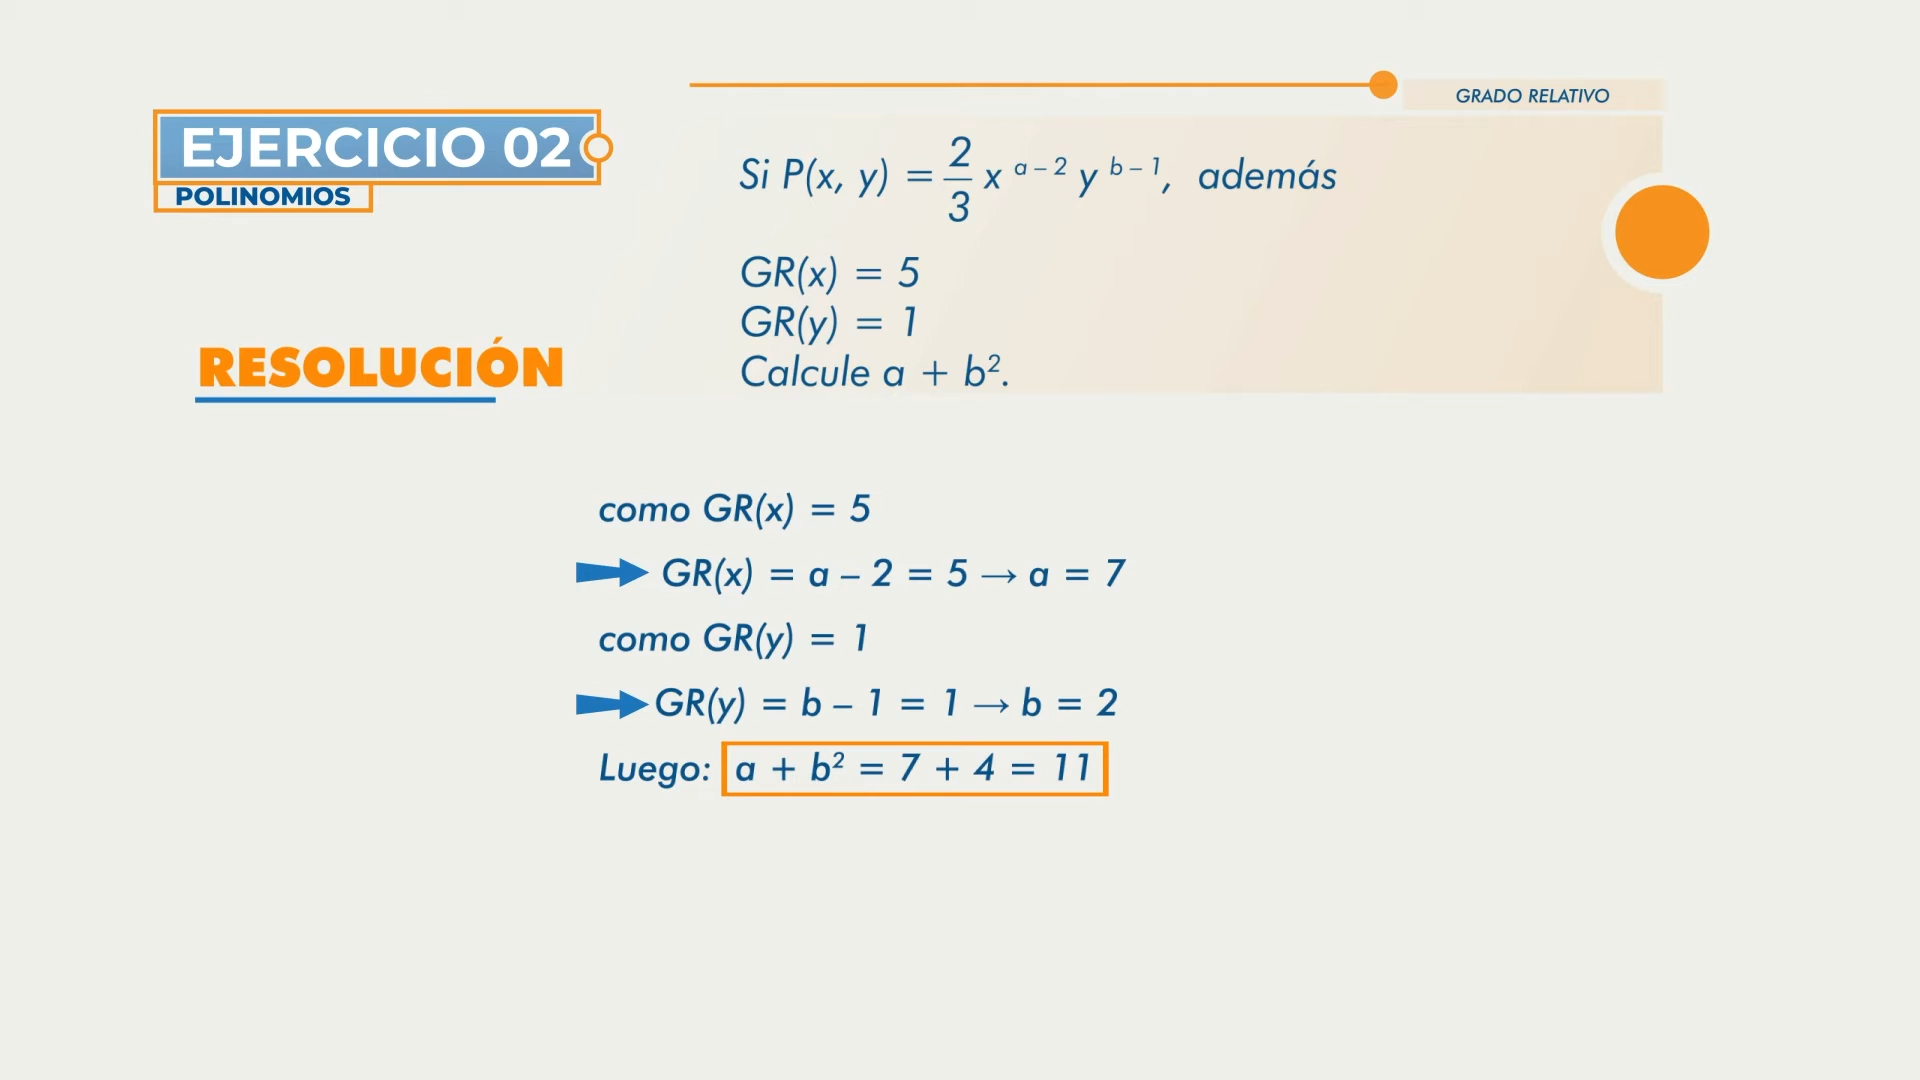 EJERCICIO 02
POLINOMIOS
GRADO RELATIVO
Si P(x, y) = 2/3 x^(a – 2) y^(b – 1), además
GR(x) = 5
GR(y) = 1
Calcule a + b².
RESOLUCIÓN
como GR(x) = 5
GR(x) = a – 2 = 5 → a = 7
como GR(y) = 1
GR(y) = b – 1 = 1 → b = 2
Luego: a + b² = 7 + 4 = 11